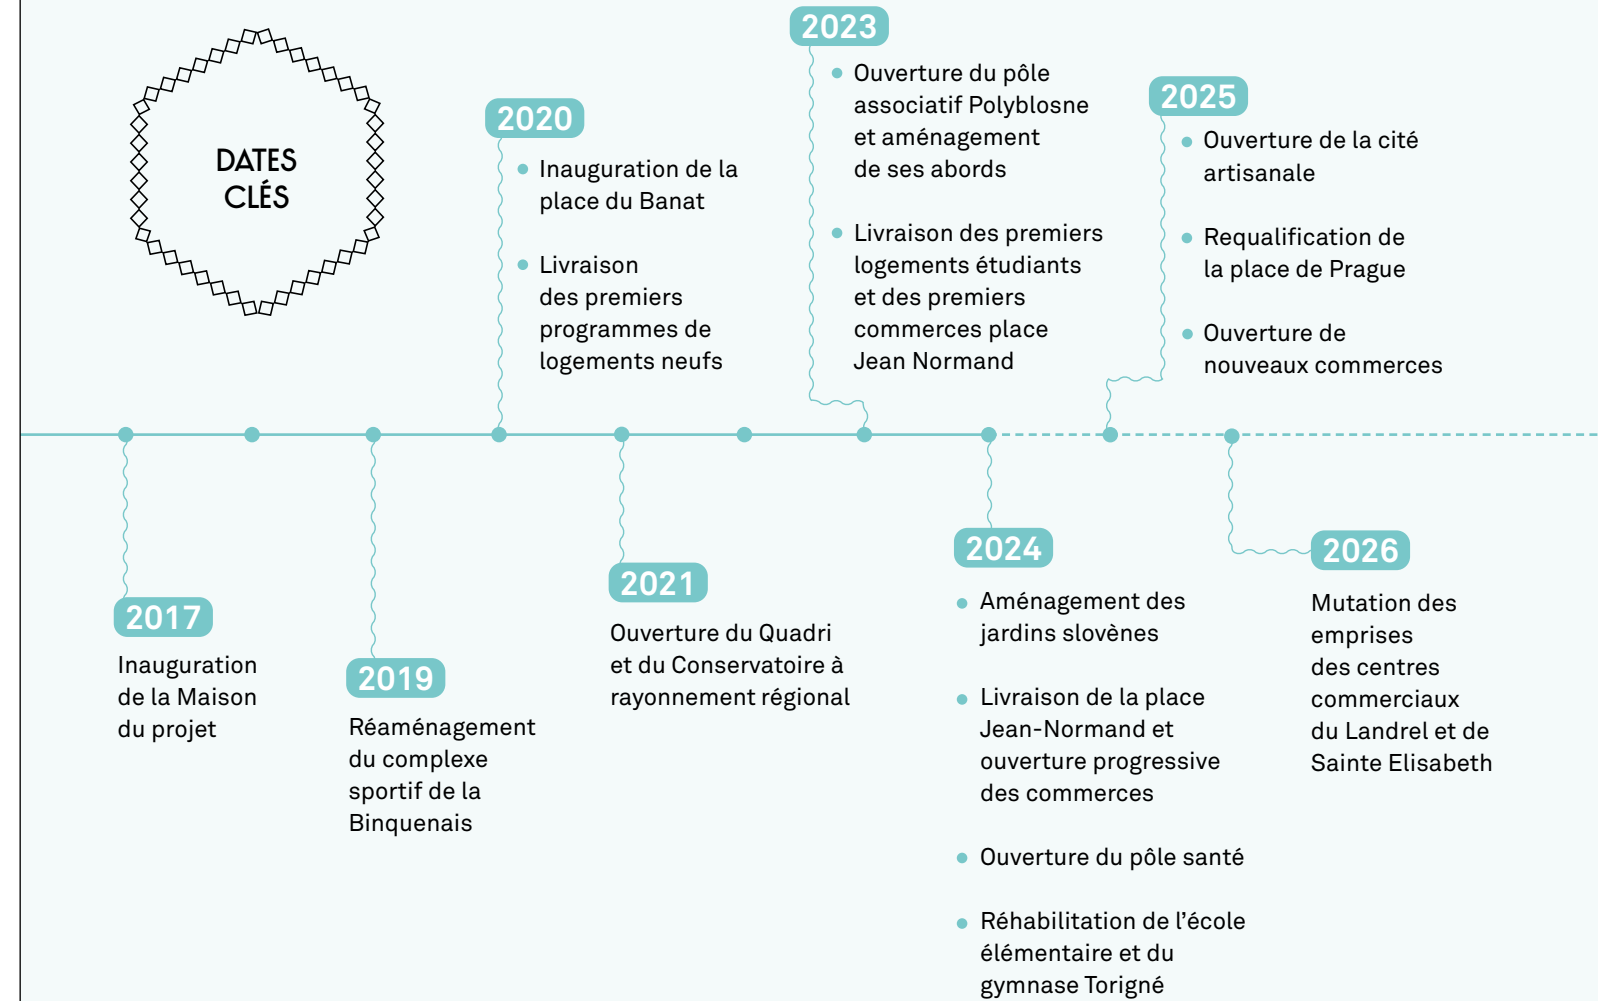 DATES
CLÉS
2017
Inauguration
de la Maison
du projet
2019
Réaménagement
du complexe
sportif de la
Binquenais
2020
Inauguration de la
place du Banat
Livraison
des premiers
programmes de
logements neufs
2021
Ouverture du Quadri
et du Conservatoire à
rayonnement régional
2023
Ouverture du pôle
associatif Polyblosne
et aménagement
de ses abords
Livraison des premiers
logements étudiants
et des premiers
commerces place
Jean Normand
2024
Aménagement des
jardins slovènes
Livraison de la place
Jean-Normand et
ouverture progressive
des commerces
Ouverture du pôle santé
Réhabilitation de l’école
élémentaire et du
gymnase Torigné
2025
Ouverture de la cité
artisanale
Requalification de
la place de Prague
Ouverture de
nouveaux commerces
2026
Mutation des
emprises
des centres
commerciaux
du Landrel et de
Sainte Elisabeth